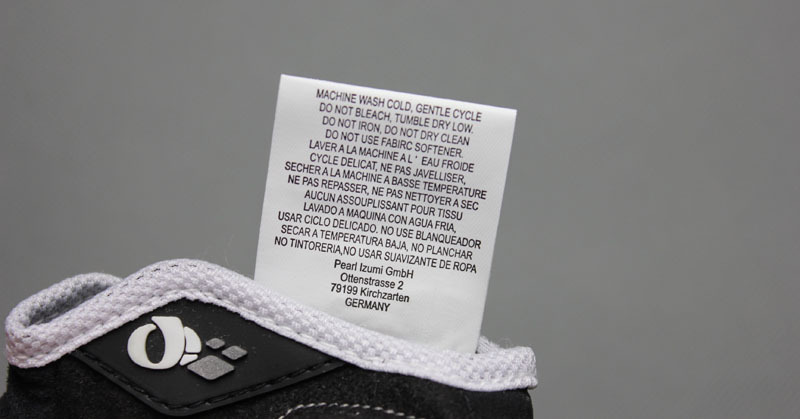 MACHINE WASH COLD, GENTLE CYCLE
DO NOT BLEACH, TUMBLE DRY LOW.
DO NOT IRON, DO NOT DRY CLEAN
DO NOT USE FABIRC SOFTENER.
LAVER A LA MACHINE A L' EAU FROIDE
CYCLE DELICAT, NE PAS JAVELLISER,
SECHER A LA MACHINE A BASSE TEMPERATURE
NE PAS REPASSER, NE PAS NETTOYER A SEC
AUCUN ASSOUPLISSANT POUR TISSU
LAVADO A MAQUINA CON AGUA FRIA,
USAR CICLO DELICADO. NO USE BLANQUEADOR
SECAR A TEMPERATURA BAJA, NO PLANCHAR
NO TINTORERIA,NO USAR SUAVIZANTE DE ROPA
Pearl Izumi GmbH
Ottenstrasse 2
79199 Kirchzarten
GERMANY